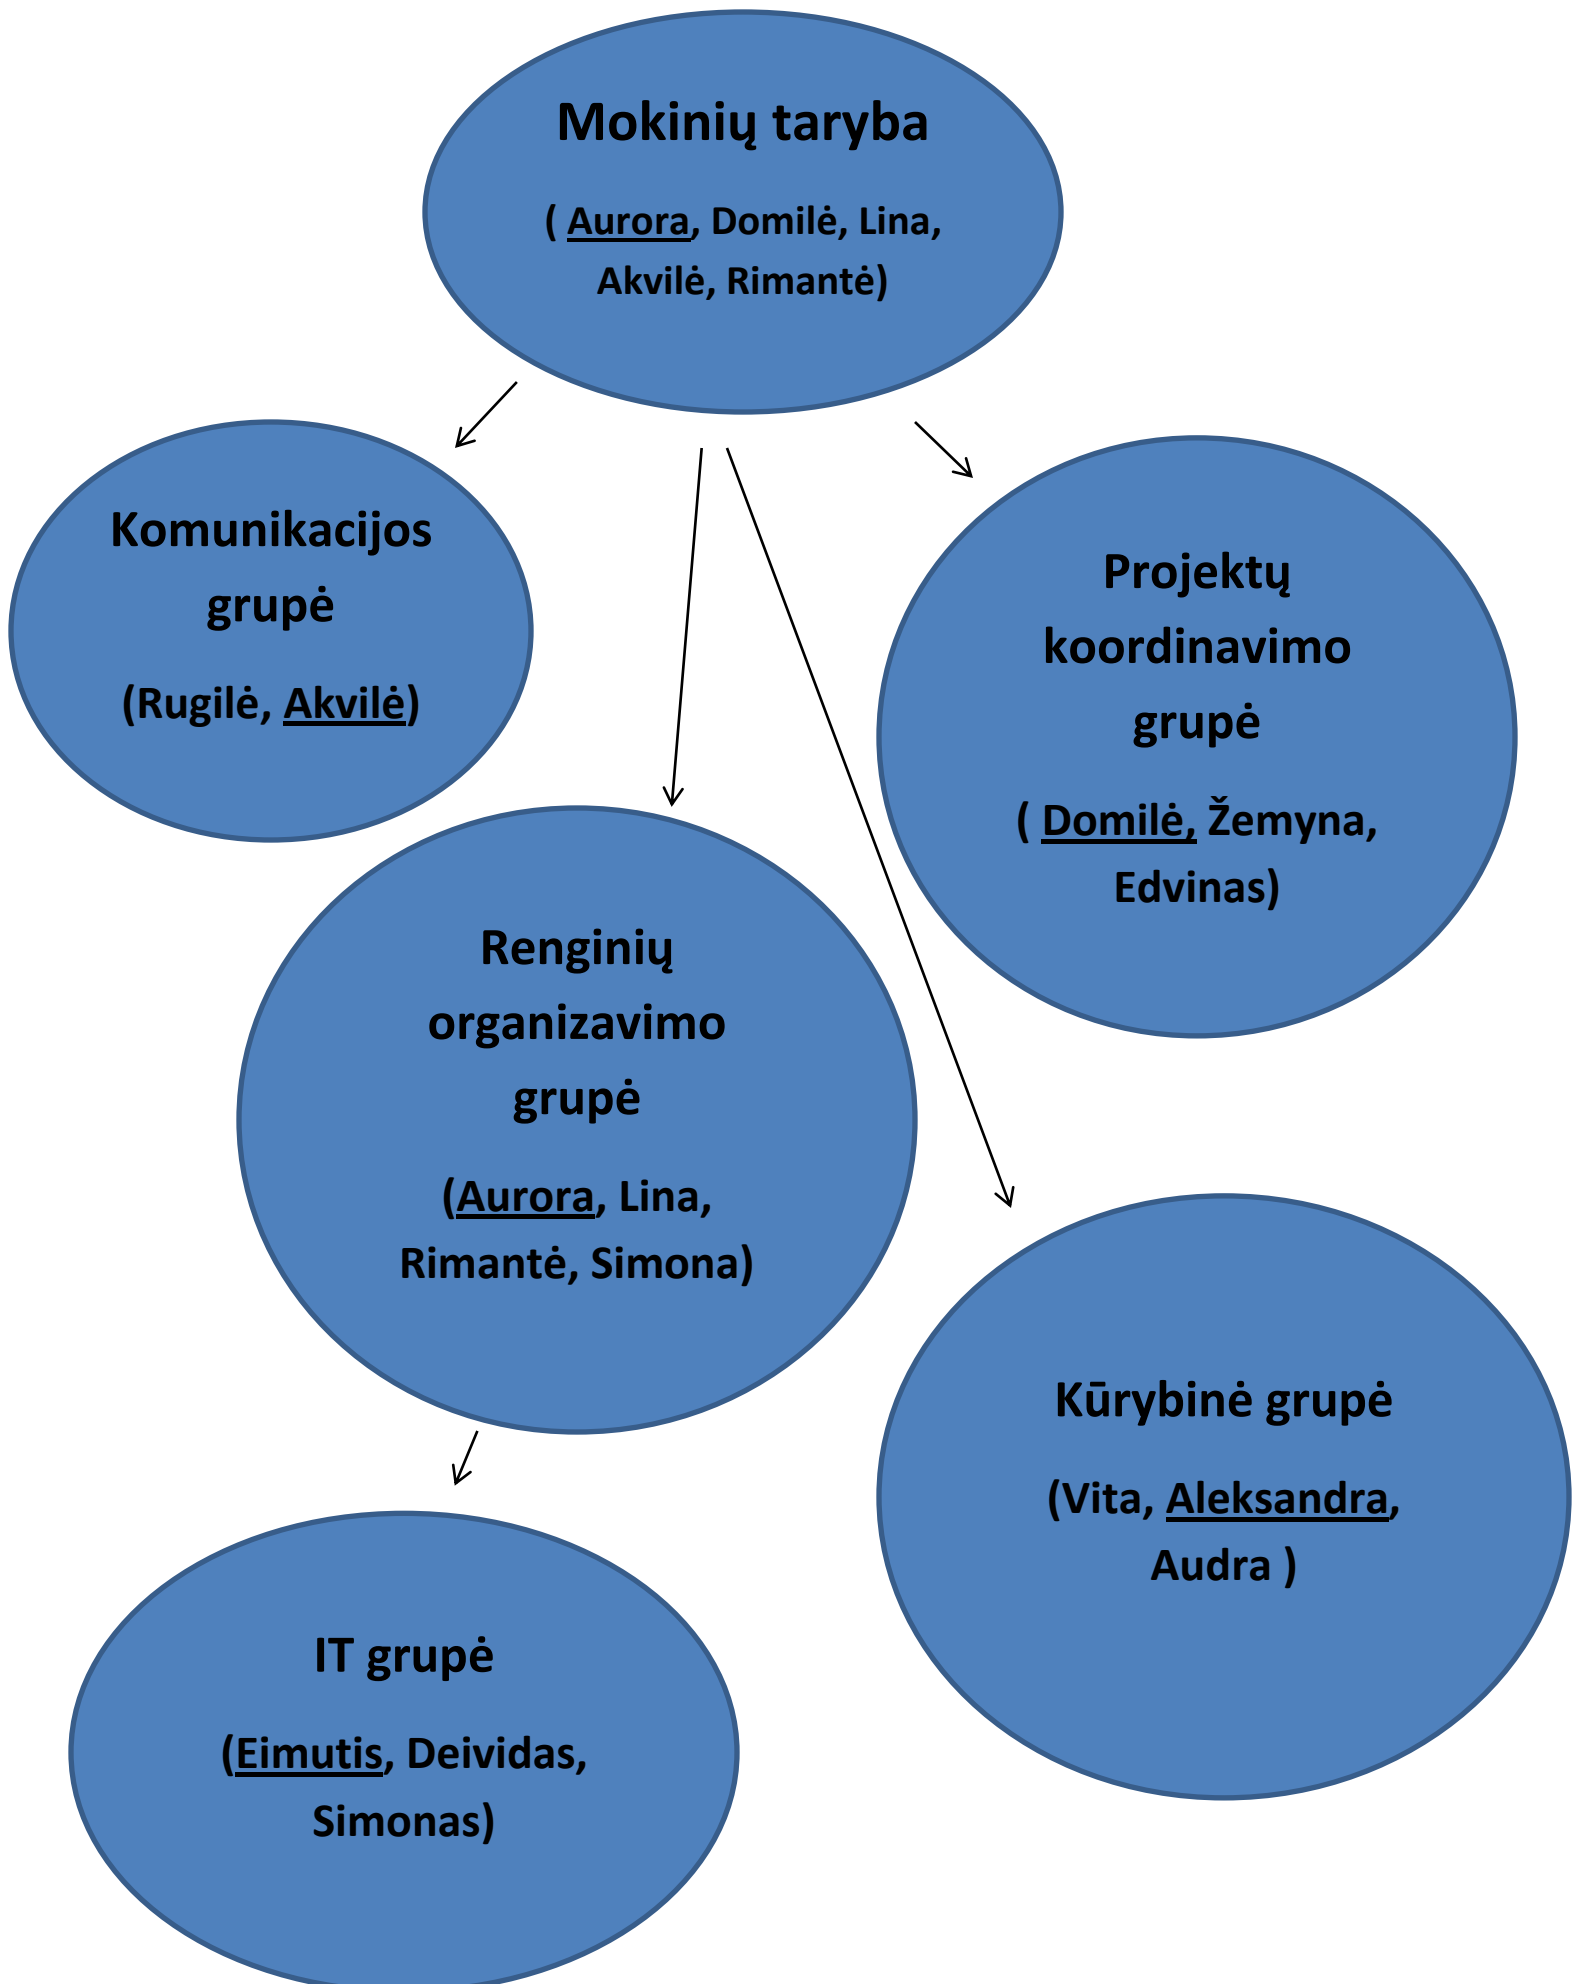 Mokinių taryba
( Aurora, Domilė, Lina,
Akvilė, Rimantė)
Komunikacijos
grupė
(Rugilė, Akvilė)
Projektų
koordinavimo
grupė
( Domilė, Žemyna,
Edvinas)
Renginių
organizavimo
grupė
(Aurora, Lina,
Rimantė, Simona)
Kūrybinė grupė
(Vita, Aleksandra,
Audra )
IT grupė
(Eimutis, Deividas,
Simonas)